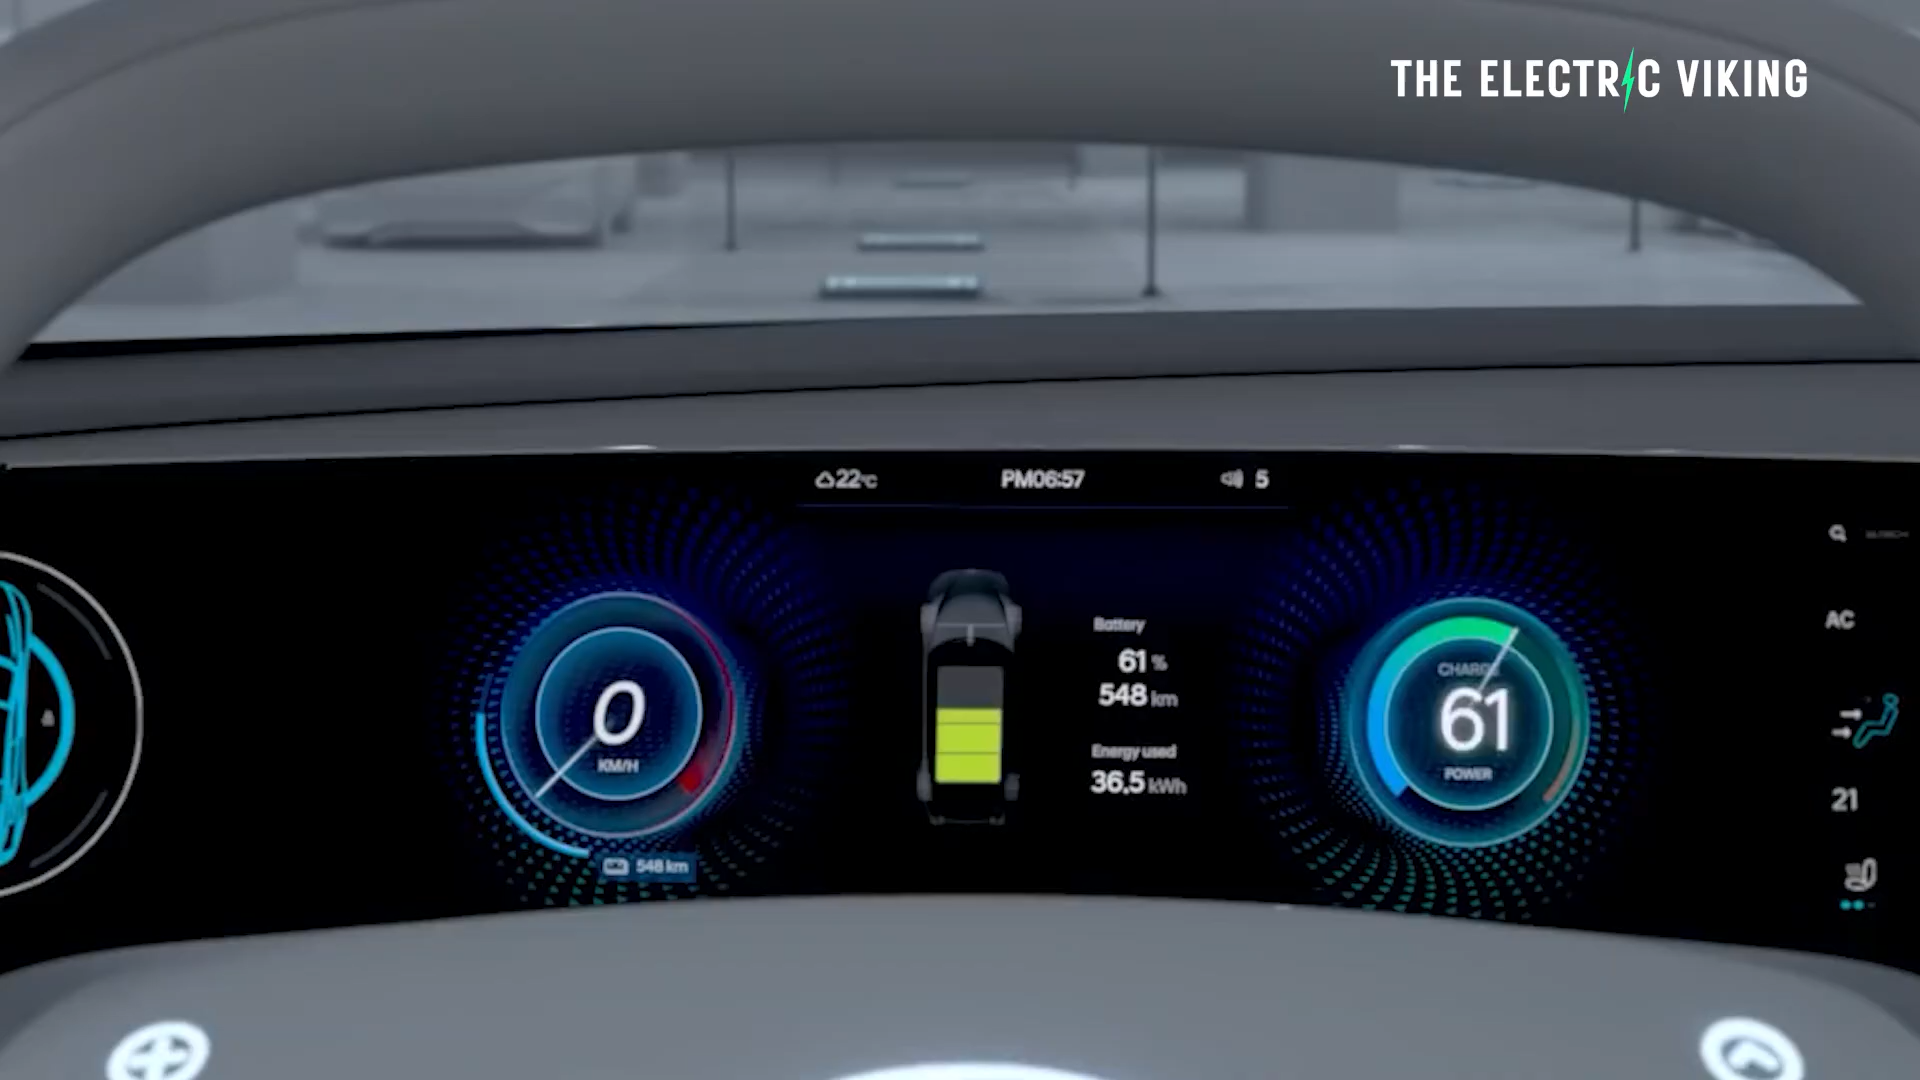 THE ELECTRIC VIKING
22°C
PM06:57
5
Battery
61 %
548 km
Energy used
36.5 kWh
0
KM/H
548 km
CHARGE
61
POWER
AC
21